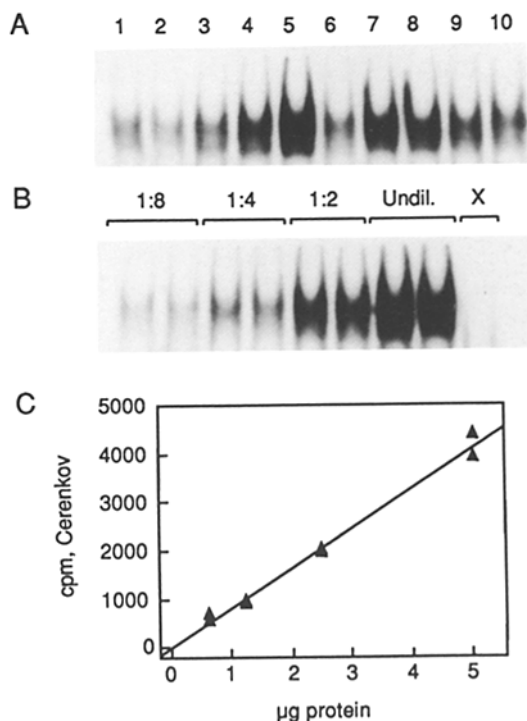 A
1 2 3 4 5 6 7 8 9 10
B
1:8 1:4 1:2 Undil. X
C
5000
4000
3000
2000
1000
0
cpm, Cerenkov
0 1 2 3 4 5
μg protein